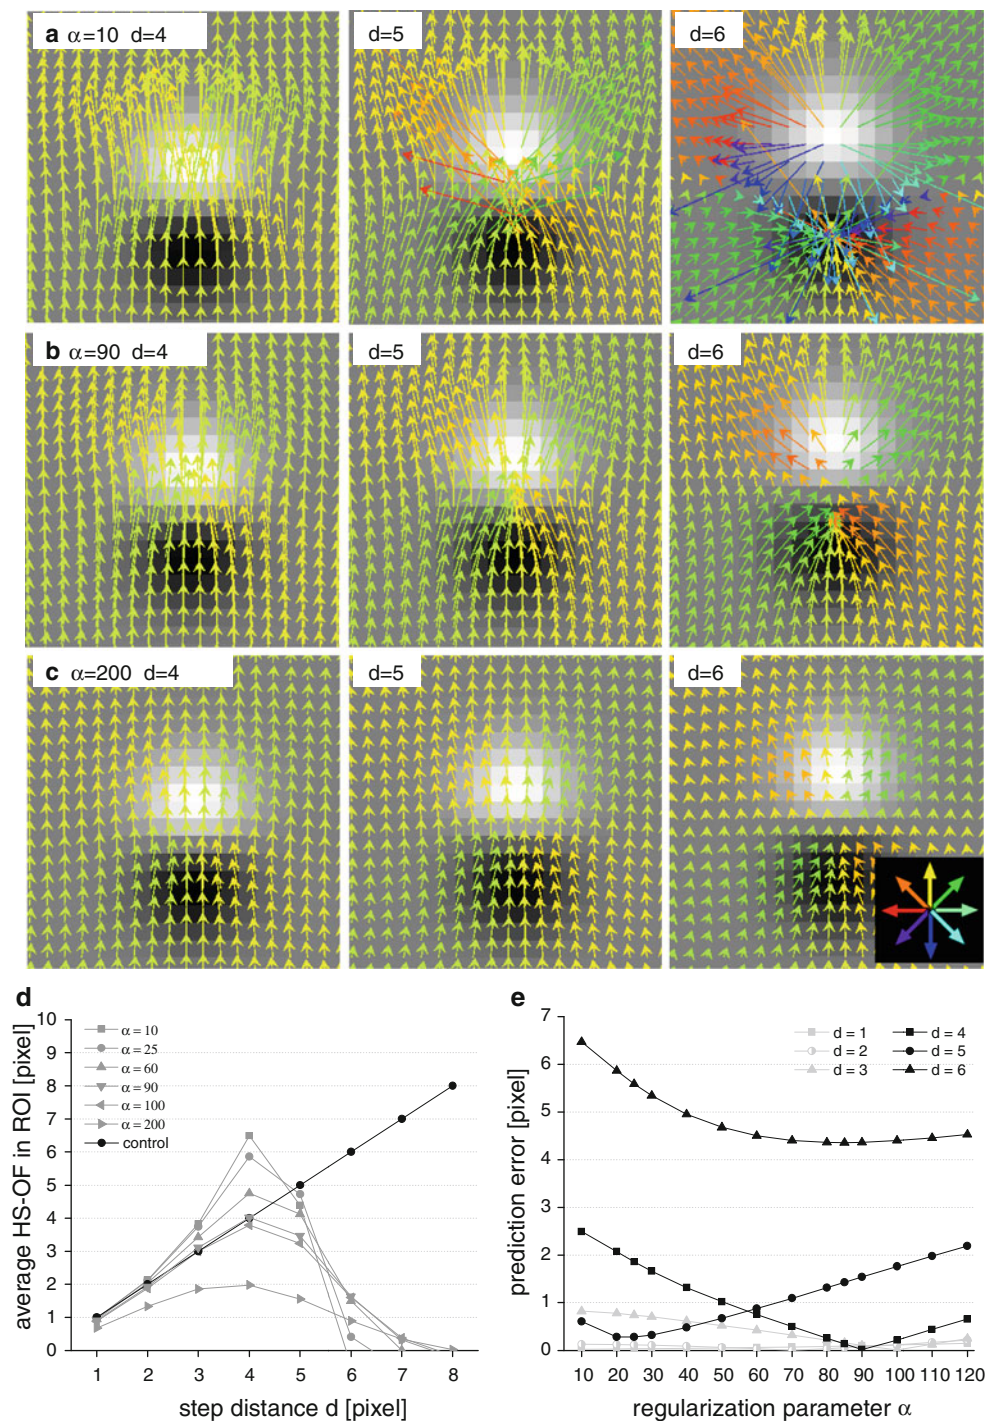 a α=10 d=4
d=5
d=6
b α=90 d=4
d=5
d=6
c α=200 d=4
d=5
d=6
d
average HS-OF in ROI [pixel]
10
9
8
7
6
5
4
3
2
1
0
α = 10
α = 25
α = 60
α = 90
α = 100
α = 200
control
1 2 3 4 5 6 7 8
step distance d [pixel]
e
prediction error [pixel]
7
6
5
4
3
2
1
0
d = 1
d = 2
d = 3
d = 4
d = 5
d = 6
10 20 30 40 50 60 70 80 90 100 110 120
regularization parameter α